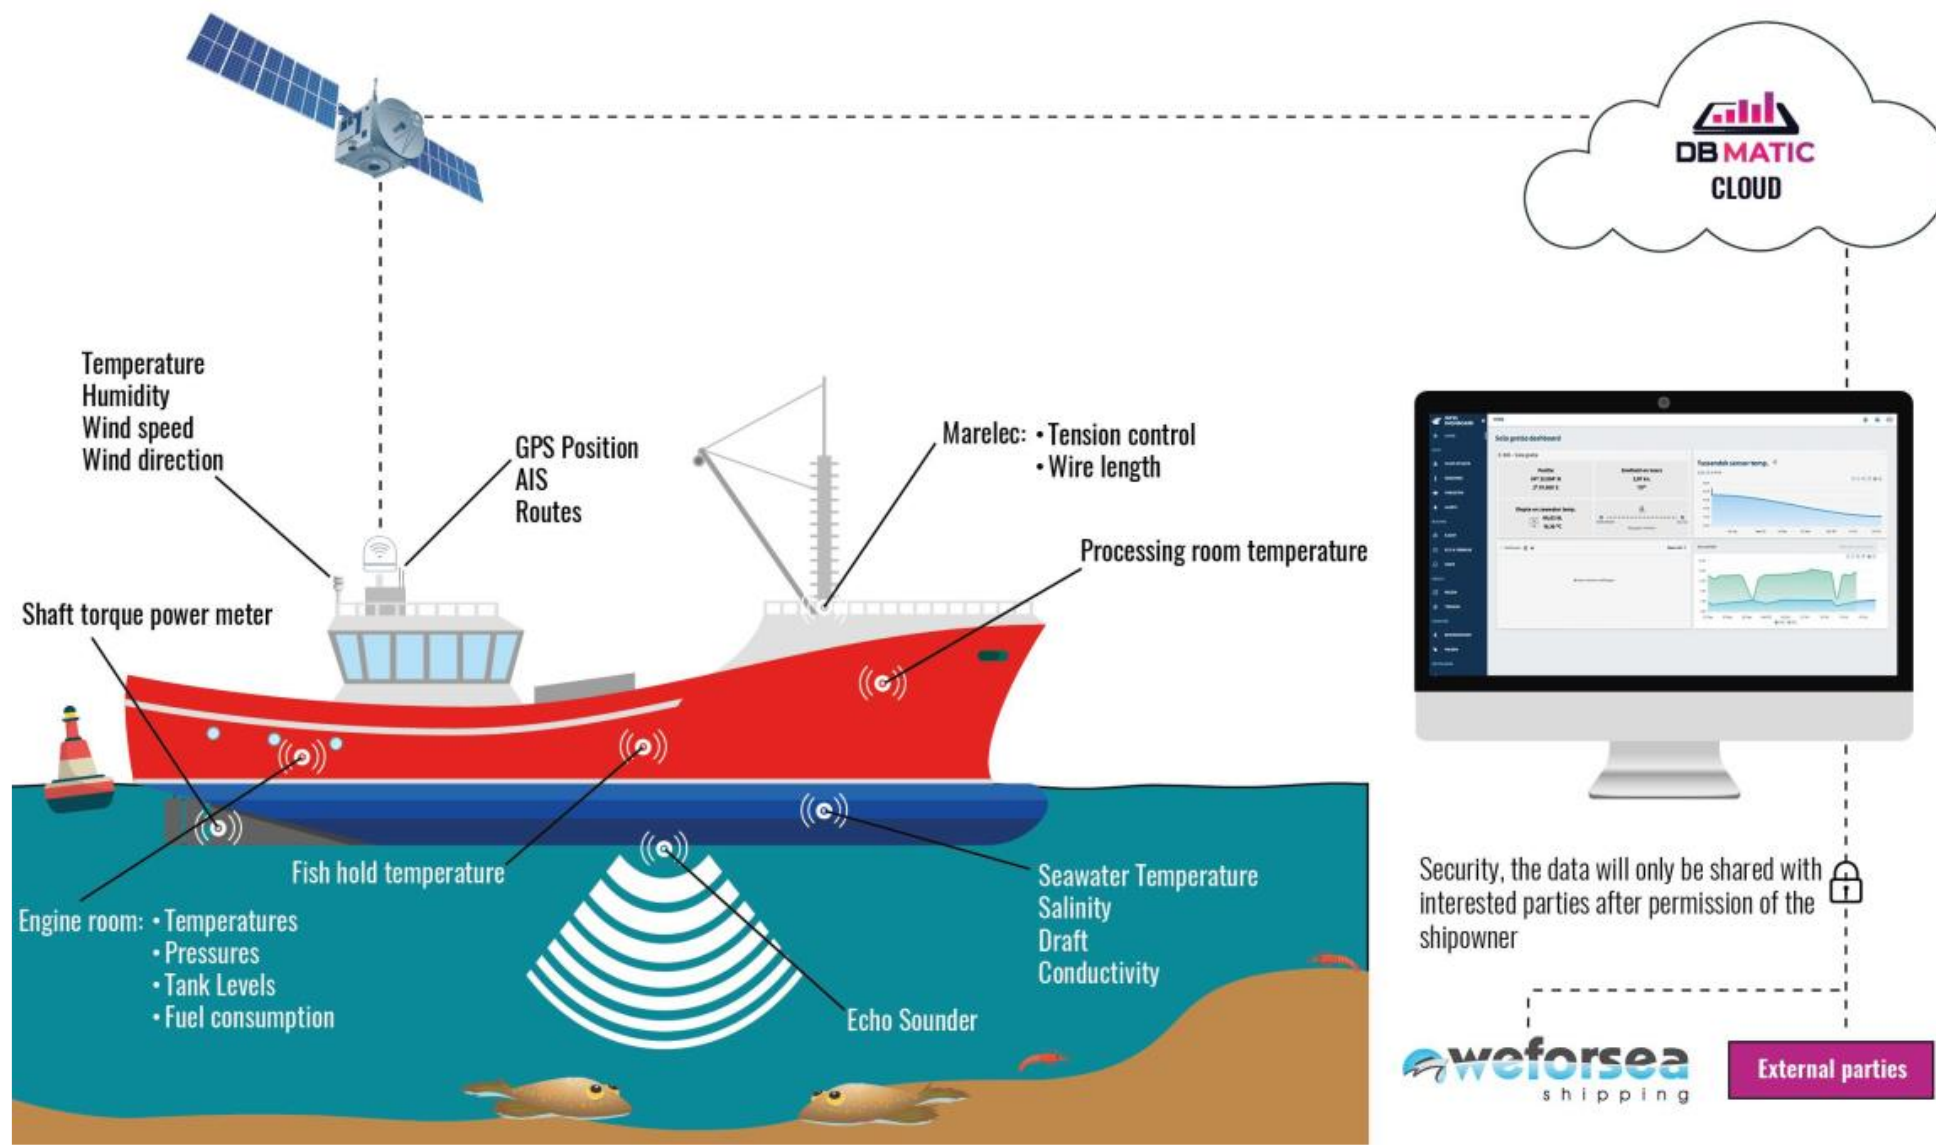 DBMATIC
CLOUD
Temperature
Humidity
Wind speed
Wind direction
GPS Position
AIS
Routes
Marelec: • Tension control
• Wire length
Processing room temperature
Shaft torque power meter
Fish hold temperature
Engine room: • Temperatures
• Pressures
• Tank Levels
• Fuel consumption
Seawater Temperature
Salinity
Draft
Conductivity
Echo Sounder
Security, the data will only be shared with
interested parties after permission of the
shipowner
weforsea
shipping
External parties